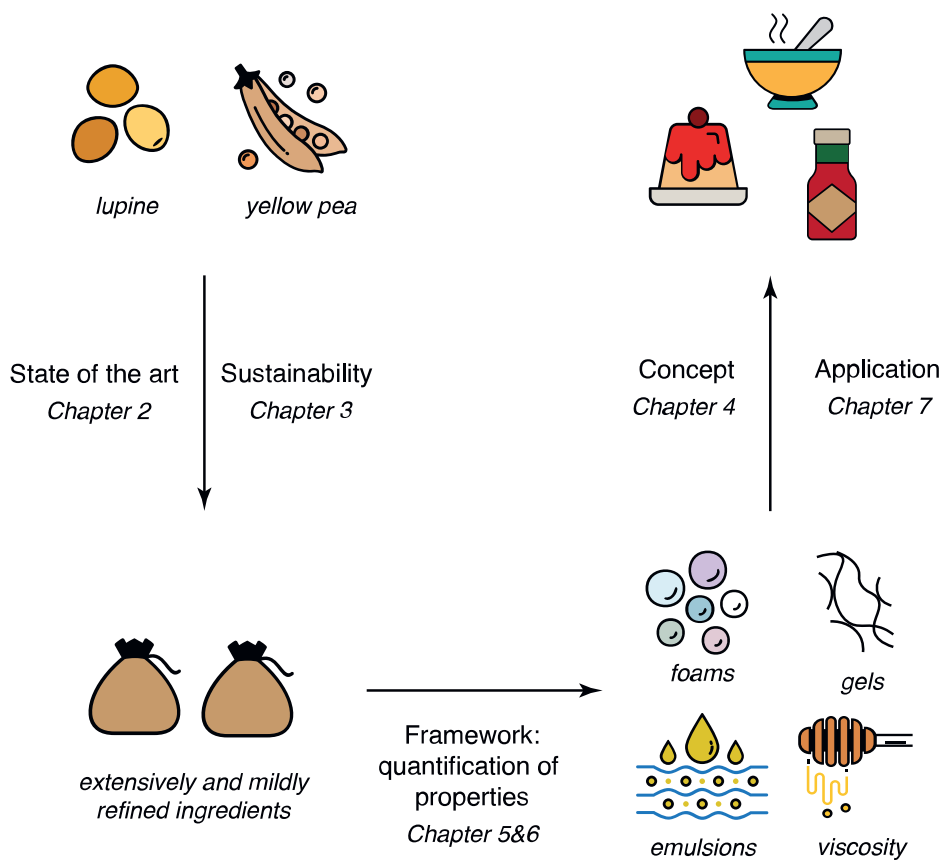 lupine
yellow pea
State of the art
Chapter 2
Sustainability
Chapter 3
Concept
Chapter 4
Application
Chapter 7
extensively and mildly
refined ingredients
Framework:
quantification of
properties
Chapter 5&6
foams
gels
emulsions
viscosity